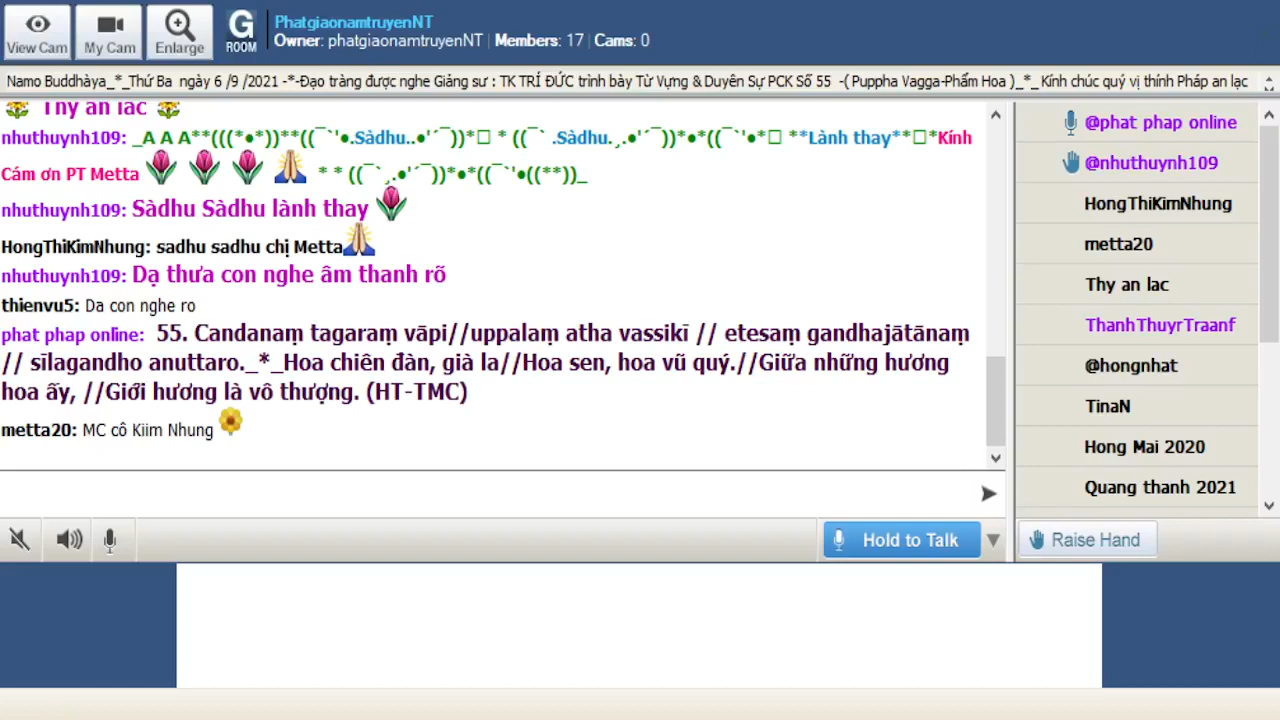 View Cam
My Cam
Enlarge
G
ROOM
PhatgiaonamtruyenNT
Owner: phatgiaonamtruyenNT | Members: 17 | Cams: 0
Namo Buddhàya_*_Thứ Ba ngày 6 /9 /2021 -*-Đạo tràng được nghe Giảng sư : TK TRÍ ĐỨC trình bày Từ Vựng & Duyên Sự PCK Số 55 -( Puppha Vagga-Phẩm Hoa )_*_ Kính chúc quý vị thính Pháp an lạc
Thy an lac
nhuthuynh109: _A A A**(((*●*))**((¯`'●.Sàdhu..●'´¯))*□ * ((¯` .Sàdhu.¸.●'´¯))*●*((¯`'●*□ **Lành thay**□*Kính
Cám ơn PT Metta * * ((¯`¸.●'´¯))*●*((¯`'●((**))_
nhuthuynh109: Sàdhu Sàdhu lành thay
HongThiKimNhung: sadhu sadhu chị Metta
nhuthuynh109: Dạ thưa con nghe âm thanh rõ
thienvu5: Da con nghe ro
phat phap online: 55. Candanaṃ tagaraṃ vāpi//uppalaṃ atha vassikī // etesaṃ gandhajātānaṃ
// sīlagandho anuttaro._*_Hoa chiên đàn, già la//Hoa sen, hoa vũ quý.//Giữa những hương
hoa ấy, //Giới hương là vô thượng. (HT-TMC)
metta20: MC cô Kiim Nhung
@phat phap online
@nhuthuynh109
HongThiKimNhung
metta20
Thy an lac
ThanhThuyrTraanf
@hongnhat
TinaN
Hong Mai 2020
Quang thanh 2021
Hold to Talk
Raise Hand